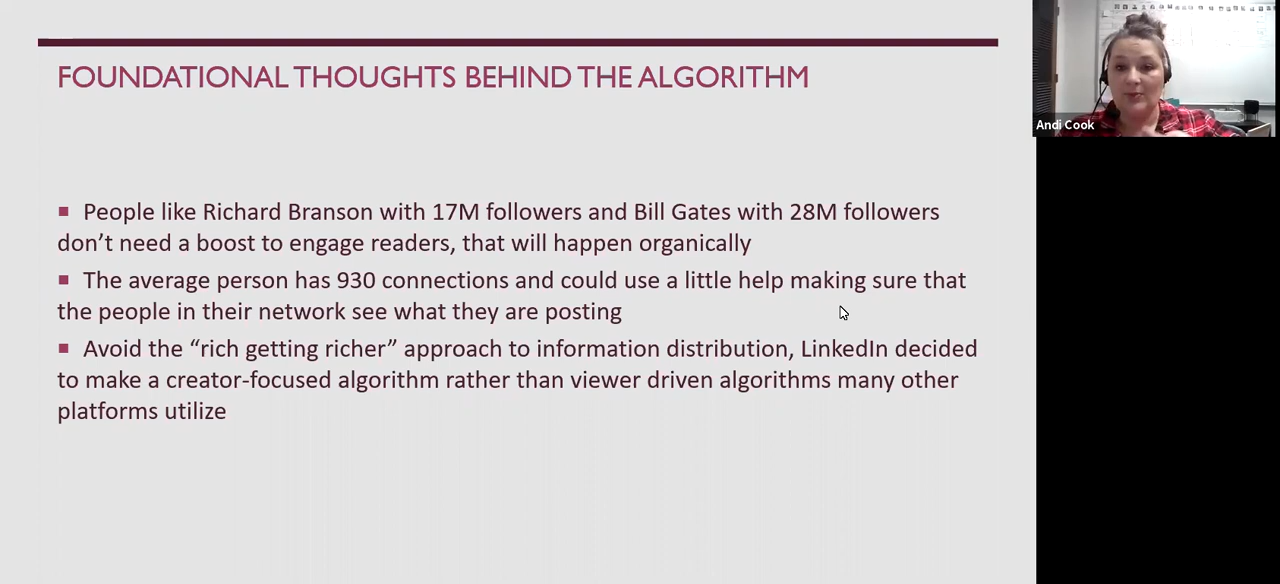 FOUNDATIONAL THOUGHTS BEHIND THE ALGORITHM
Andi Cook
▪ People like Richard Branson with 17M followers and Bill Gates with 28M followers
don’t need a boost to engage readers, that will happen organically
▪ The average person has 930 connections and could use a little help making sure that
the people in their network see what they are posting
▪ Avoid the “rich getting richer” approach to information distribution, LinkedIn decided
to make a creator-focused algorithm rather than viewer driven algorithms many other
platforms utilize